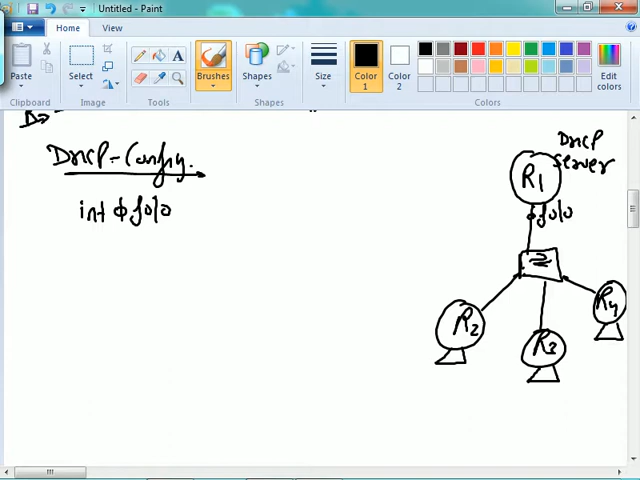 Untitled - Paint
Home
View
Paste
Select
Brushes
Shapes
Size
Color
1
Color
2
Edit
colors
Clipboard
Image
Tools
Shapes
Colors
DHCP-Config.
int f0/0
DHCP
Server
R1
f0/0
R2
R3
R4